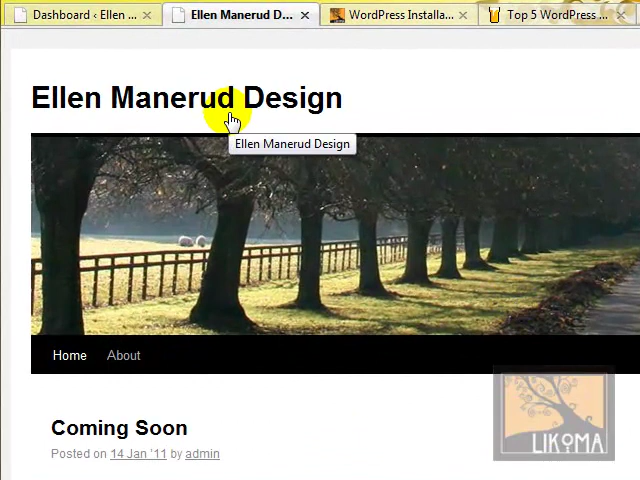 Dashboard ‹ Ellen ...
Ellen Manerud D...
WordPress Installa...
Top 5 WordPress ...
Ellen Manerud Design
Ellen Manerud Design
Home
About
Coming Soon
Posted on 14 Jan '11 by admin
LIKOMA